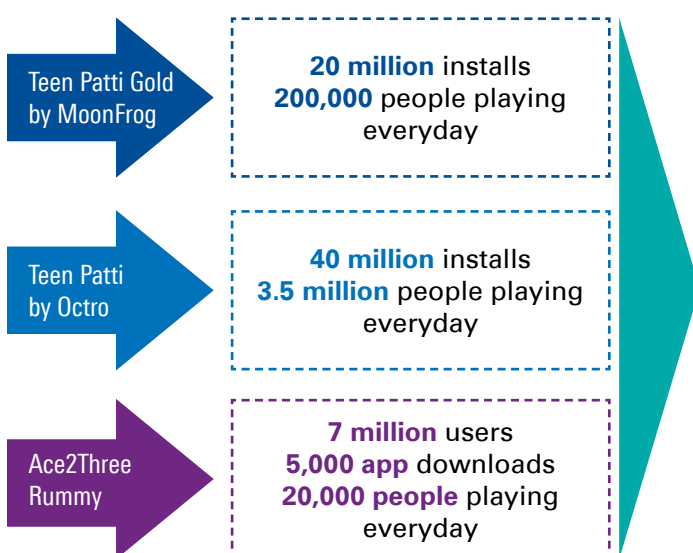 Teen Patti Gold
by MoonFrog
20 million installs
200,000 people playing
everyday
Teen Patti
by Octro
40 million installs
3.5 million people playing
everyday
Ace2Three
Rummy
7 million users
5,000 app downloads
20,000 people playing
everyday